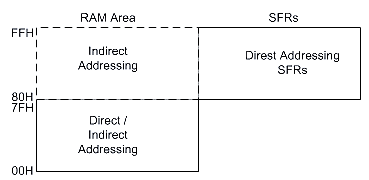 RAM Area
SFRs
FFH
Indirect
Addressing
Direst Addressing
SFRs
80H
7FH
Direct /
Indirect
Addressing
00H